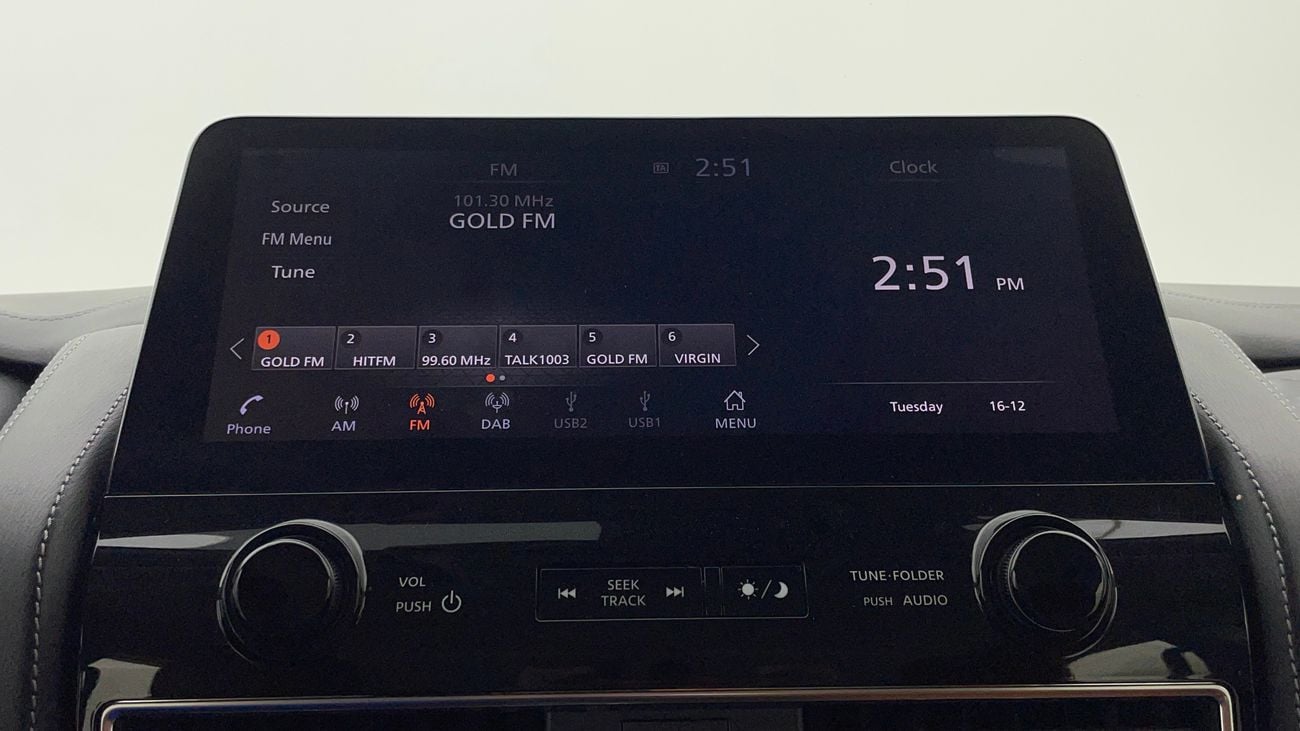 FM
TA
2:51
Clock
Source
FM Menu
Tune
101.30 MHz
GOLD FM
2:51 PM
1
GOLD FM
2
HITFM
3
99.60 MHz
4
TALK1003
5
GOLD FM
6
VIRGIN
Phone
AM
FM
DAB
USB2
USB1
MENU
Tuesday 16-12
VOL
PUSH
SEEK
TRACK
TUNE·FOLDER
PUSH AUDIO